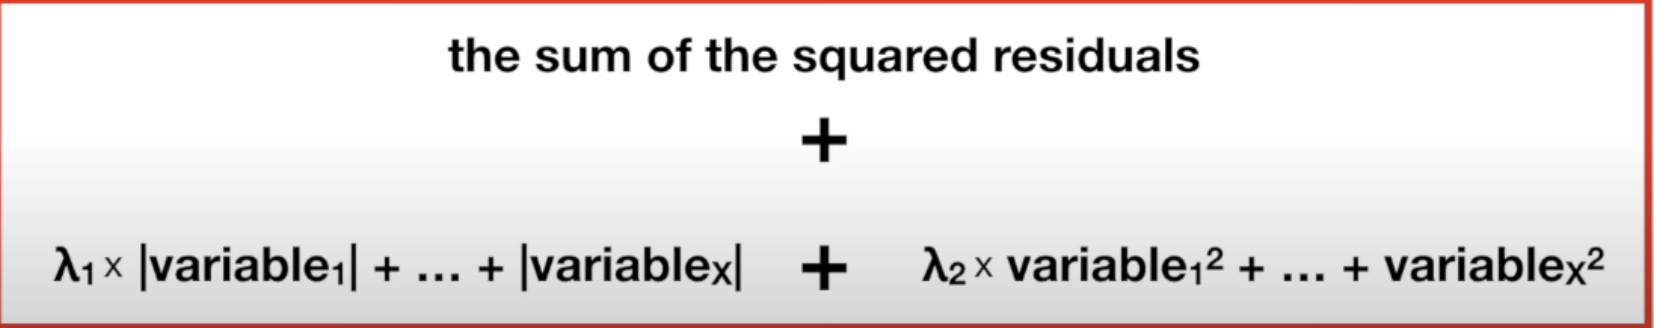 the sum of the squared residuals
+
λ₁ x |variable₁| + ... + |variableₓ| + λ₂ x variable₁² + ... + variableₓ²